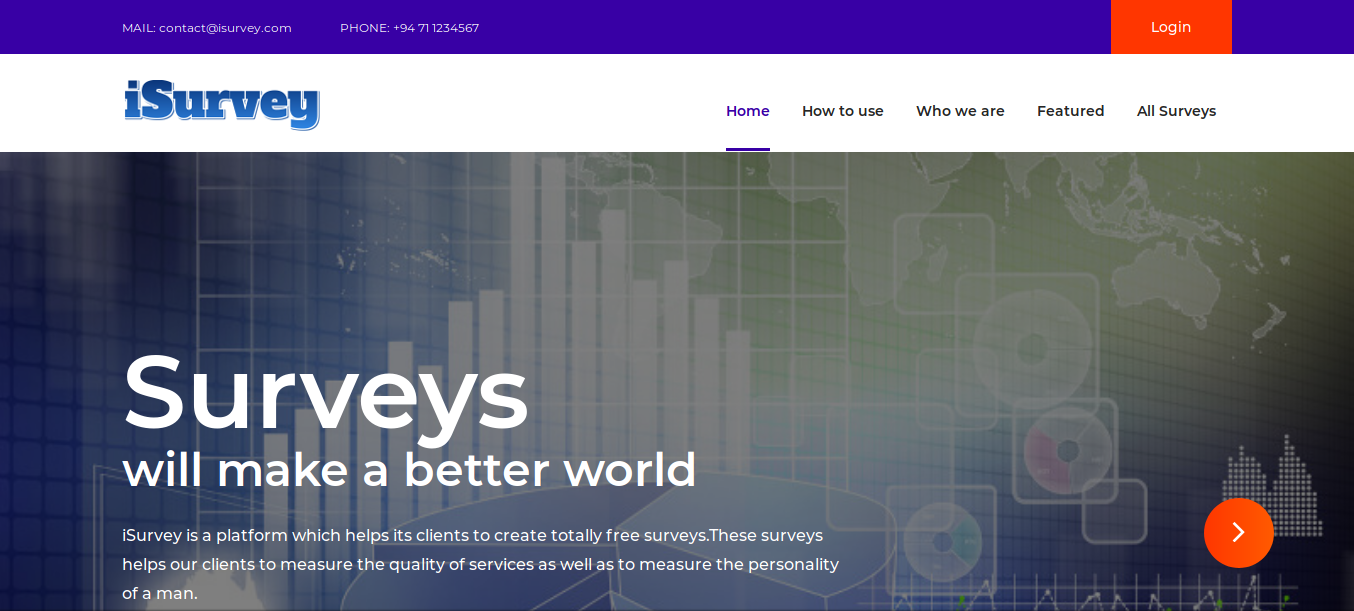 MAIL: contact@isurvey.com PHONE: +94 71 1234567 Login
iSurvey
Home How to use Who we are Featured All Surveys
Surveys
will make a better world
iSurvey is a platform which helps its clients to create totally free surveys.These surveys
helps our clients to measure the quality of services as well as to measure the personality
of a man.